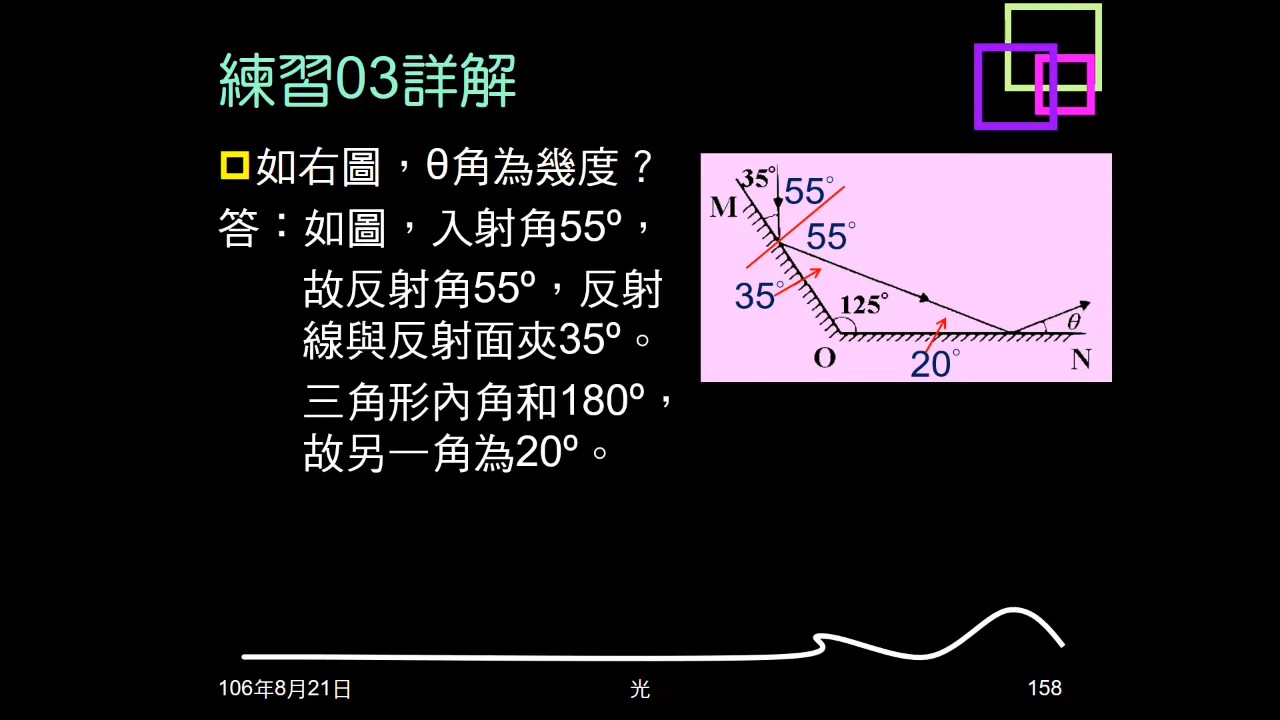 練習03詳解
如右圖，θ角為幾度？
答：如圖，入射角55º，
故反射角55º，反射
線與反射面夾35º。
三角形內角和180º，
故另一角為20º。
35°
55°
M
55°
35°
125°
θ
O
20°
N
106年8月21日
光
158